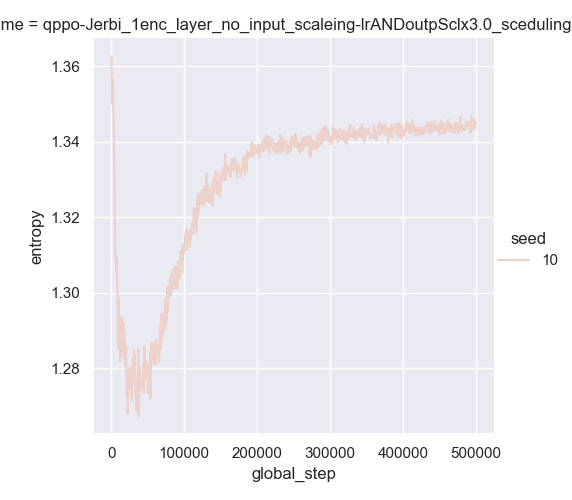 me = qppo-Jerbi_1enc_layer_no_input_scaleing-lrANDoutpSclx3.0_sceduling
1.36
1.34
1.32
1.30
1.28
entropy
0 100000 200000 300000 400000 500000
global_step
seed
10